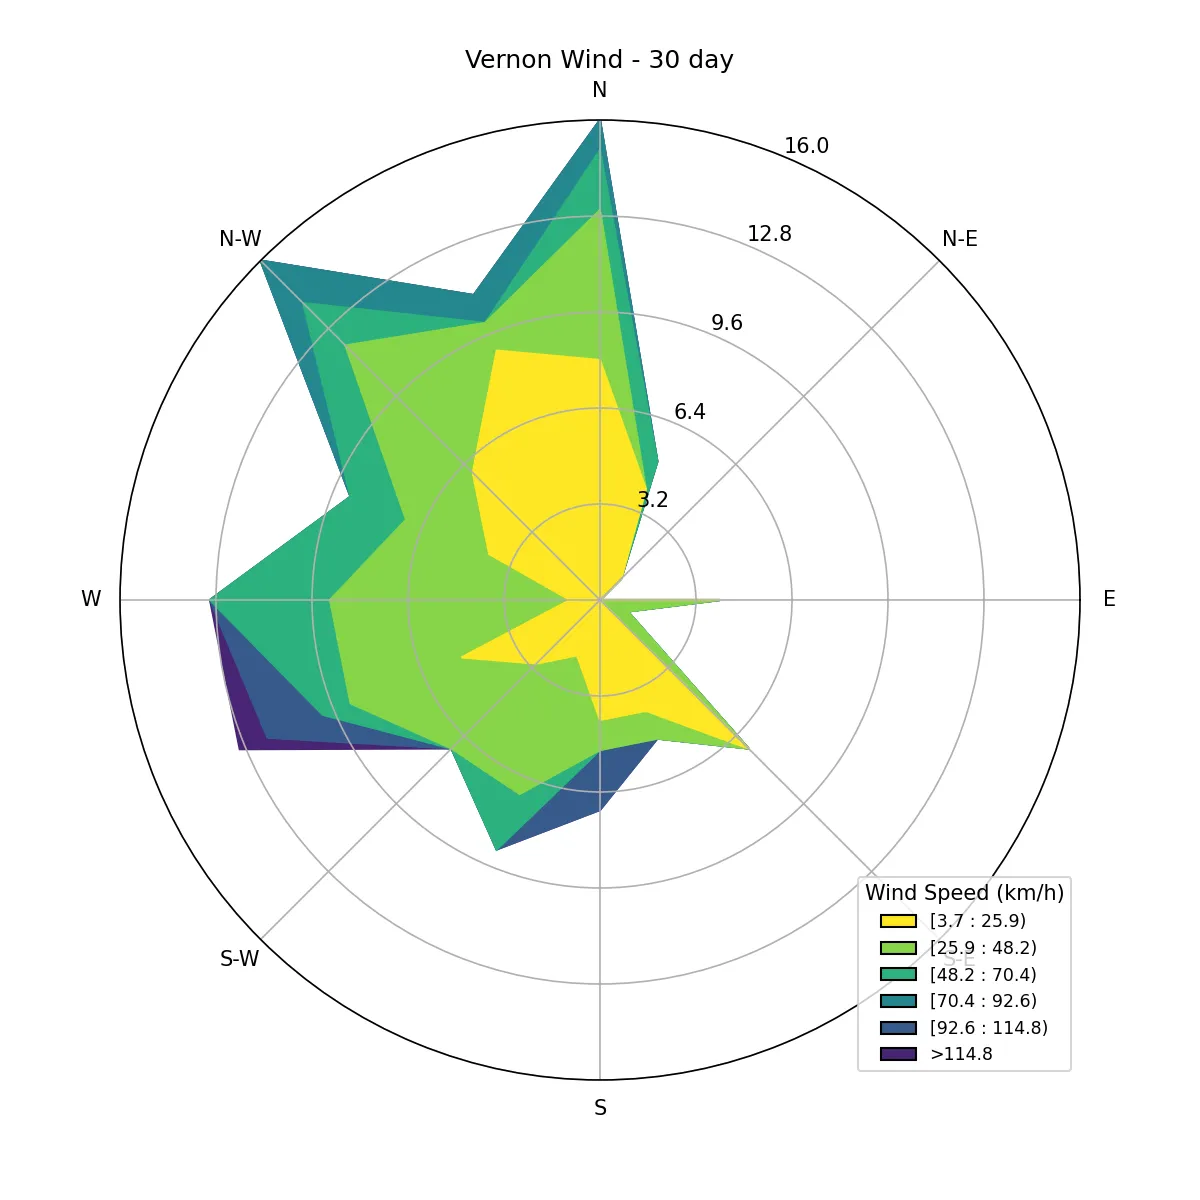 Vernon Wind - 30 day
N
16.0
N-W
12.8
N-E
9.6
6.4
3.2
W
E
Wind Speed (km/h)
[3.7 : 25.9)
[25.9 : 48.2)
S-W
S-E
[48.2 : 70.4)
[70.4 : 92.6)
[92.6 : 114.8)
>114.8
S